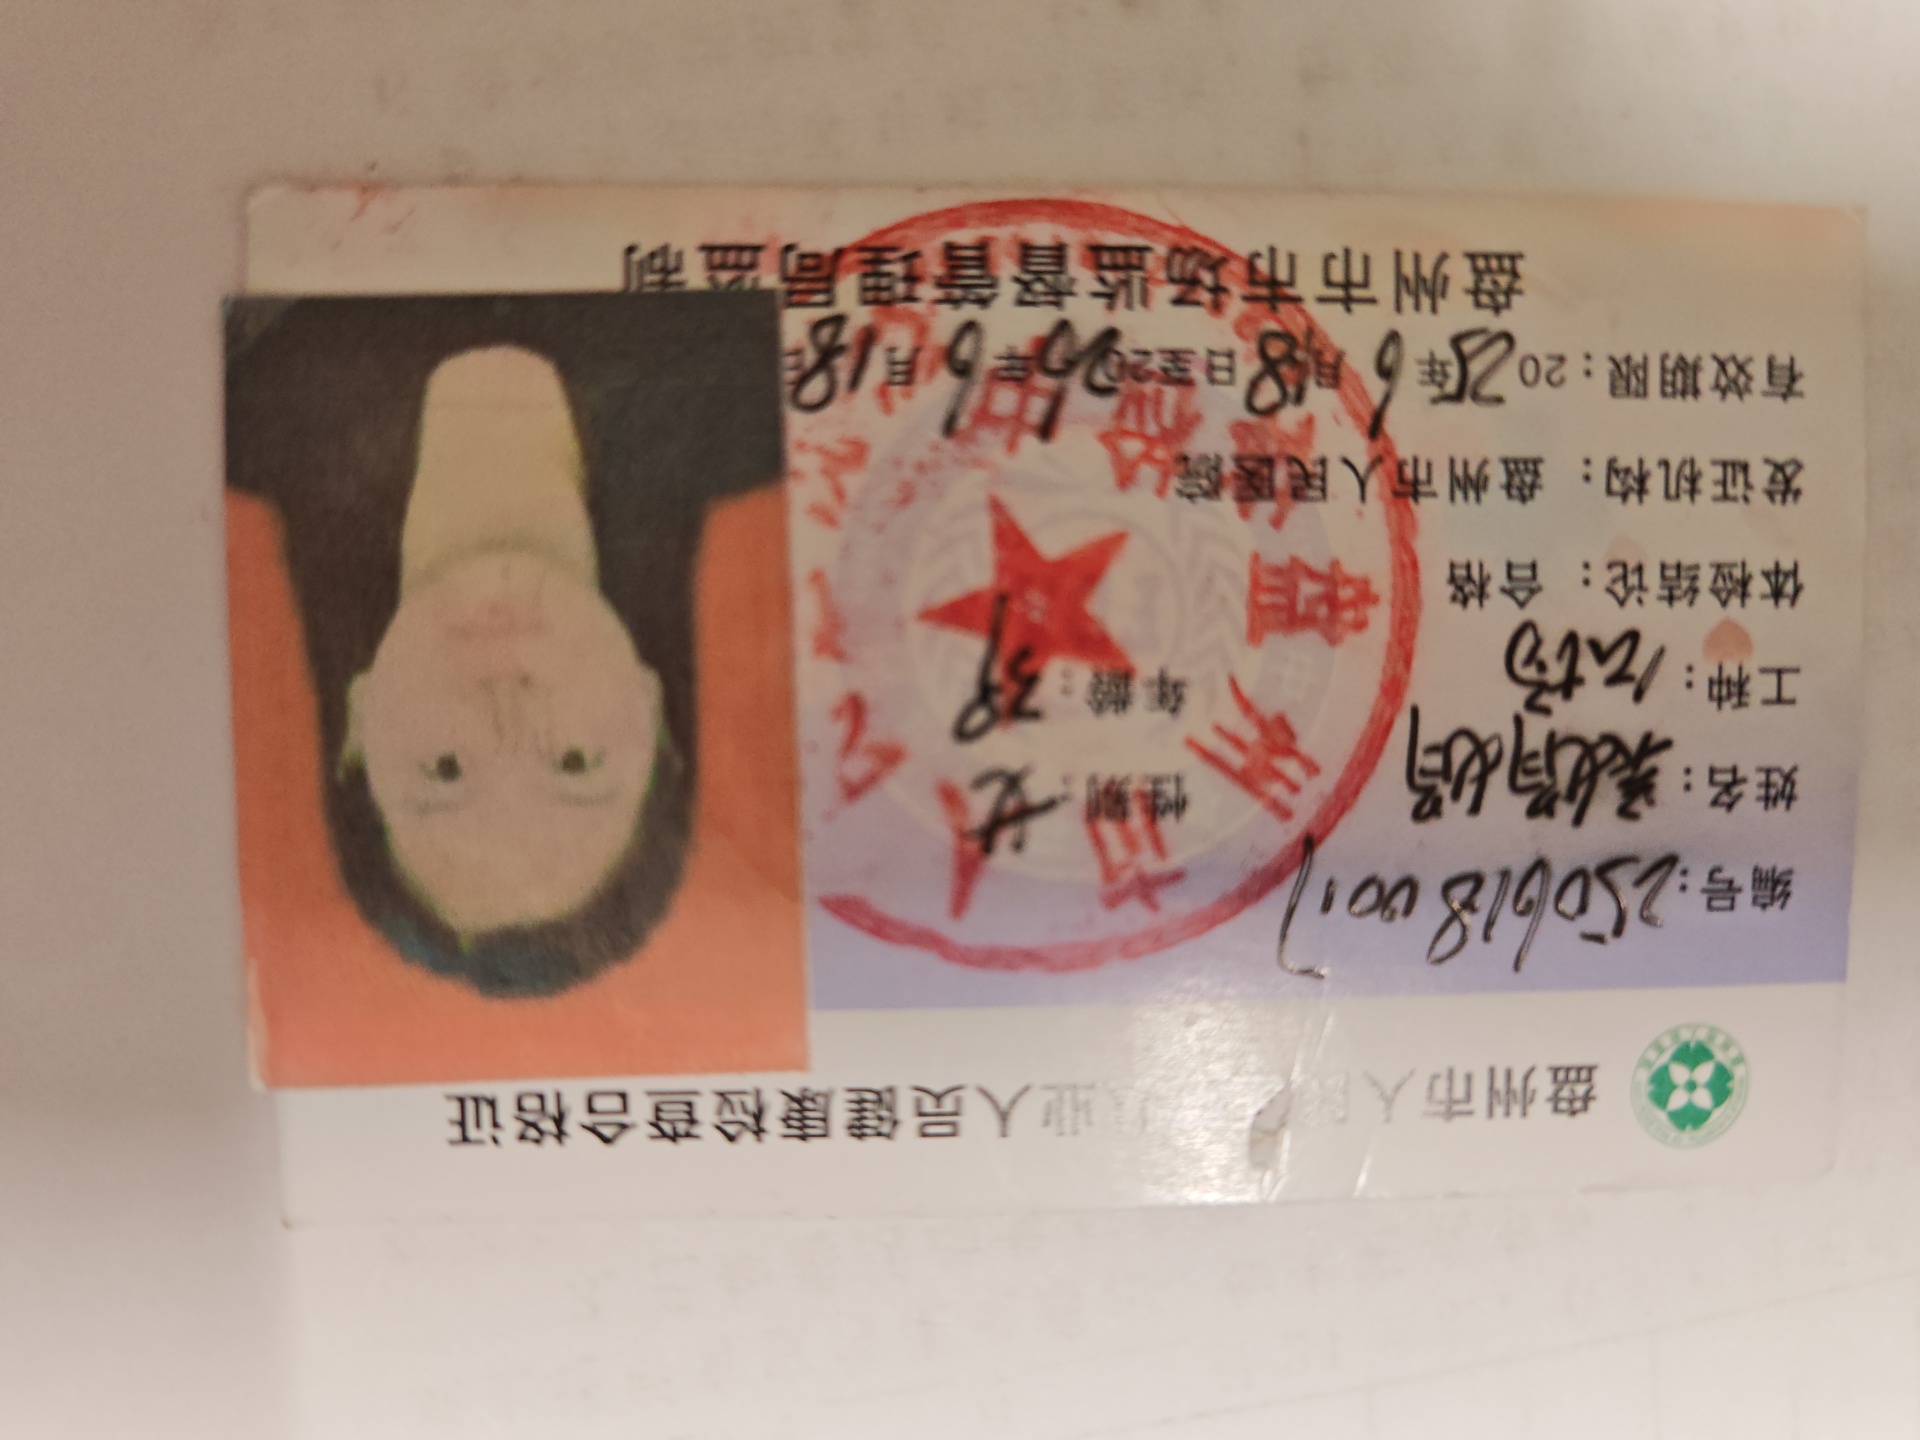 盘州市人 业人员健康检查合格证
编号：2506180017
姓名：
性别：女
工种：公场
年龄：39
体检结论：合格
发证机构：盘州市人民医院
有效期限：2025年6月18日至2026年6月18日
盘州市市场监督管理局监制